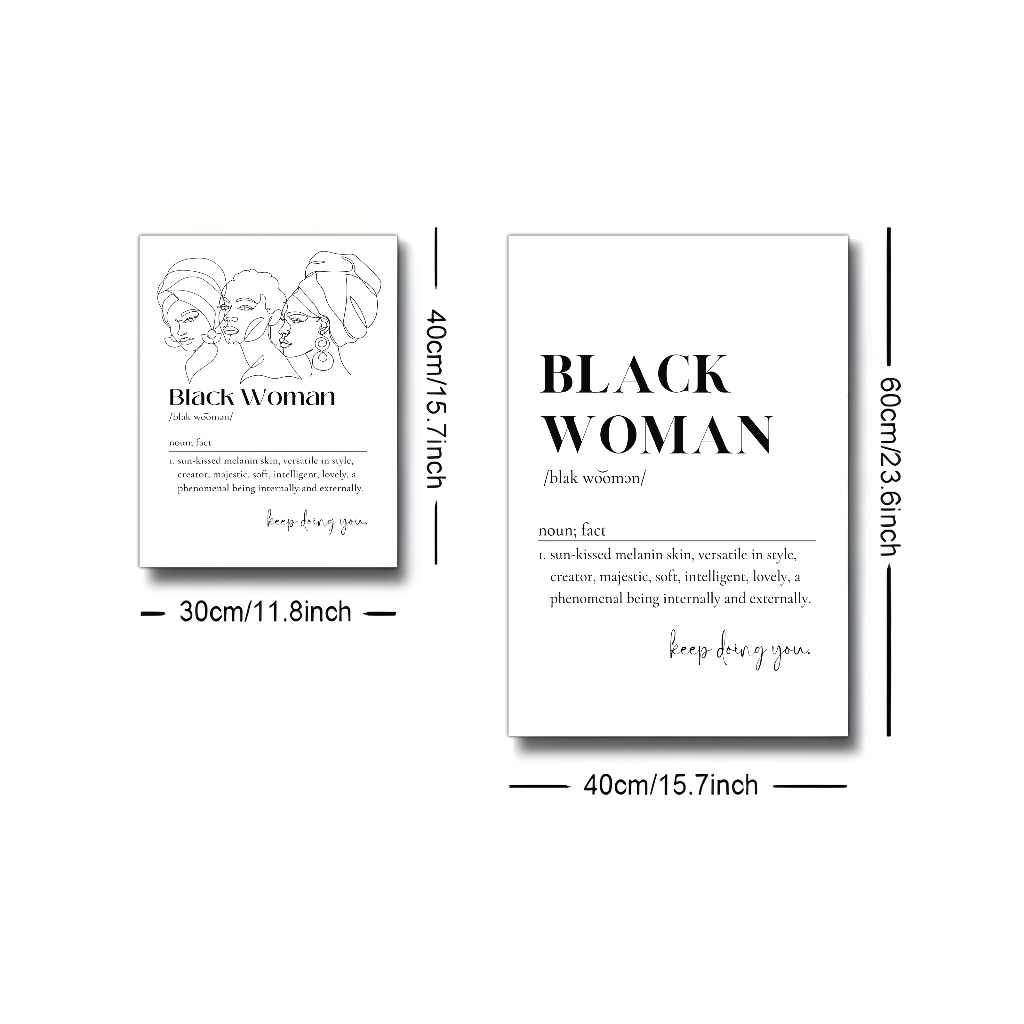 Black Woman
/blak wo͝omən/
noun; fact
1. sun-kissed melanin skin, versatile in style,
creator, majestic, soft, intelligent, lovely, a
phenomenal being internally and externally.
keep doing you.
40cm/15.7inch
30cm/11.8inch
BLACK
WOMAN
/blak wo͝omən/
noun; fact
1. sun-kissed melanin skin, versatile in style,
creator, majestic, soft, intelligent, lovely, a
phenomenal being internally and externally.
keep doing you.
60cm/23.6inch
40cm/15.7inch